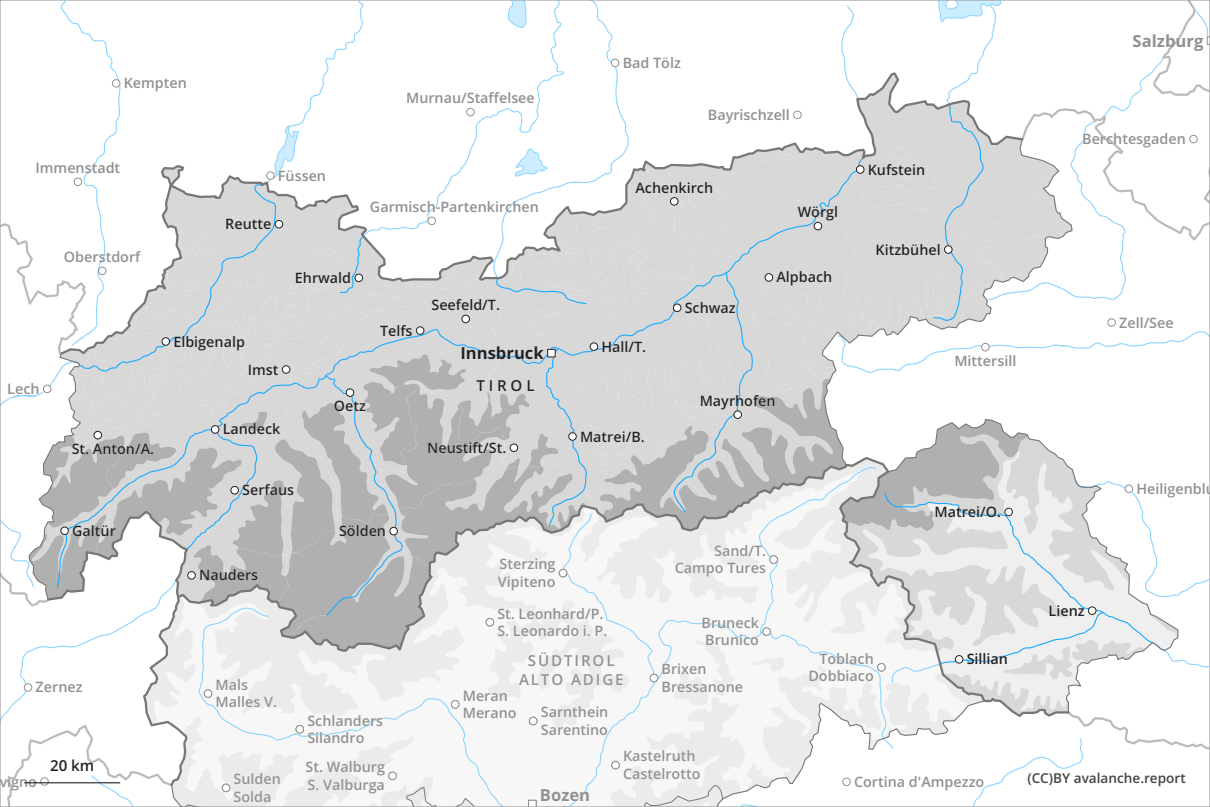 Salzburg
Kempten
Bad Tölz
Murnau/Staffelsee
Bayrischzell
Berchtesgaden
Immenstadt
Füssen
Kufstein
Achenkirch
Garmisch-Partenkirchen
Wörgl
Reutte
Kitzbühel
Oberstdorf
Ehrwald
Alpbach
Seefeld/T.
Schwaz
Zell/See
Telfs
Elbigenalp
Innsbruck
Hall/T.
Mittersill
Imst
TIROL
Lech
Oetz
Mayrhofen
Landeck
Matrei/B.
St. Anton/A.
Neustift/St.
Serfaus
Heiligenblu
Matrei/O.
Galtür
Sölden
Sand/T.
Campo Tures
Sterzing
Vipiteno
Nauders
Lienz
St. Leonhard/P.
S. Leonardo i. P.
Bruneck
Brunico
SÜDTIROL
ALTO ADIGE
Toblach
Dobbiaco
Sillian
Brixen
Bressanone
Zernez
Mals
Malles V.
Meran
Merano
Sarnthein
Sarentino
Schlanders
Silandro
Kastelruth
Castelrotto
St. Walburg
S. Valburga
20 km
vigno
Sulden
Solda
Cortina d'Ampezzo
(CC)BY avalanche.report
Bozen